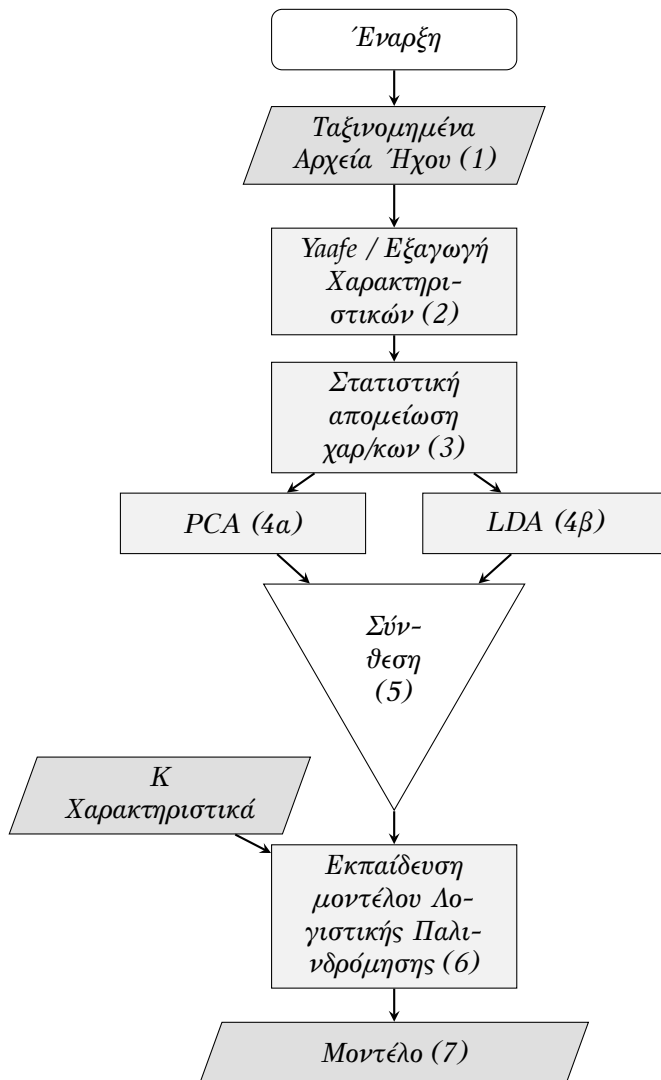 Έναρξη
Ταξινομημένα
Αρχεία Ήχου (1)
Yaafe / Εξαγωγή
Χαρακτηρι-
στικών (2)
Στατιστική
απομείωση
χαρ/κων (3)
PCA (4α)
LDA (4β)
Σύν-
θεση
(5)
Κ
Χαρακτηριστικά
Εκπαίδευση
μοντέλου Λο-
γιστικής Παλι-
νδρόμησης (6)
Μοντέλο (7)